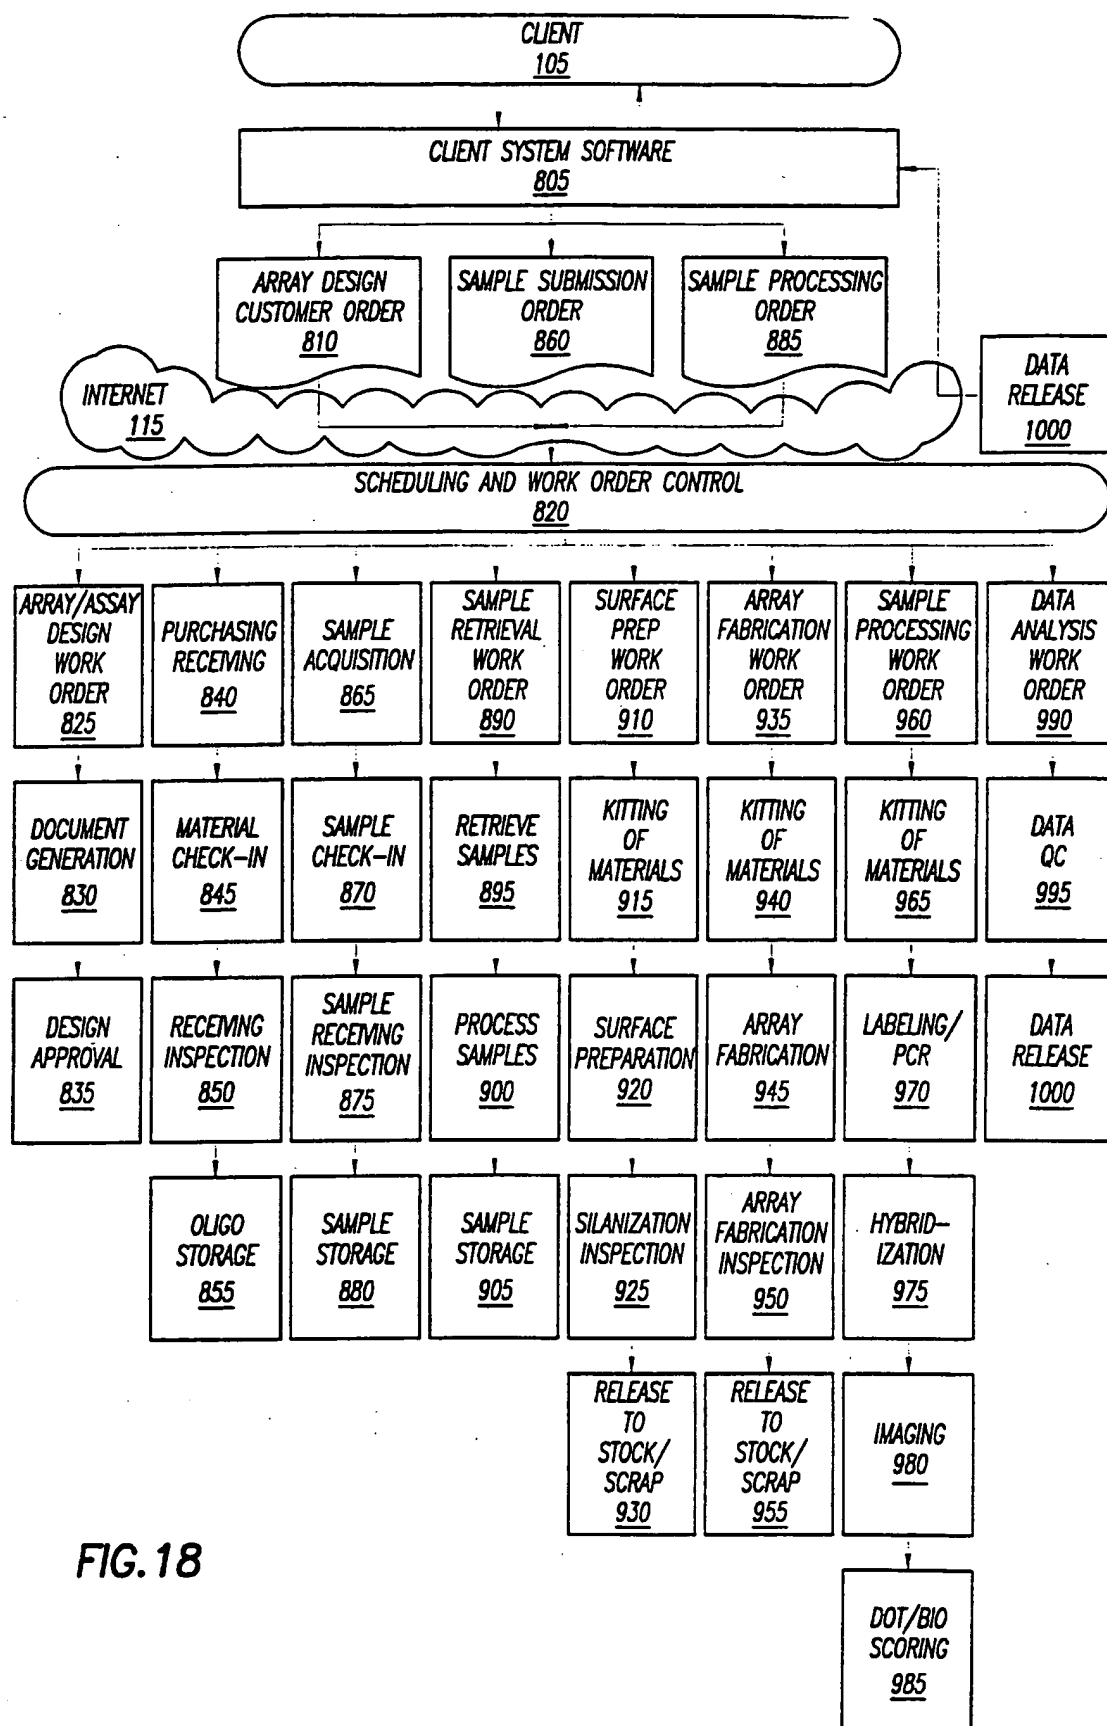 CLIENT
105
CLIENT SYSTEM SOFTWARE
805
ARRAY DESIGN
CUSTOMER ORDER
810
SAMPLE SUBMISSION
ORDER
860
SAMPLE PROCESSING
ORDER
885
INTERNET
115
DATA
RELEASE
1000
SCHEDULING AND WORK ORDER CONTROL
820
ARRAY/ASSAY
DESIGN
WORK
ORDER
825
PURCHASING
RECEIVING
840
SAMPLE
ACQUISITION
865
SAMPLE
RETRIEVAL
WORK
ORDER
890
SURFACE
PREP
WORK
ORDER
910
ARRAY
FABRICATION
WORK
ORDER
935
SAMPLE
PROCESSING
WORK
ORDER
960
DATA
ANALYSIS
WORK
ORDER
990
DOCUMENT
GENERATION
830
MATERIAL
CHECK-IN
845
SAMPLE
CHECK-IN
870
RETRIEVE
SAMPLES
895
KITTING
OF
MATERIALS
915
KITTING
OF
MATERIALS
940
KITTING
OF
MATERIALS
965
DATA
QC
995
DESIGN
APPROVAL
835
RECEIVING
INSPECTION
850
SAMPLE
RECEIVING
INSPECTION
875
PROCESS
SAMPLES
900
SURFACE
PREPARATION
920
ARRAY
FABRICATION
945
LABELING/
PCR
970
DATA
RELEASE
1000
OLIGO
STORAGE
855
SAMPLE
STORAGE
880
SAMPLE
STORAGE
905
SILANIZATION
INSPECTION
925
ARRAY
FABRICATION
INSPECTION
950
HYBRID-
IZATION
975
RELEASE
TO
STOCK/
SCRAP
930
RELEASE
TO
STOCK/
SCRAP
955
IMAGING
980
DOT/BIO
SCORING
985
FIG.18